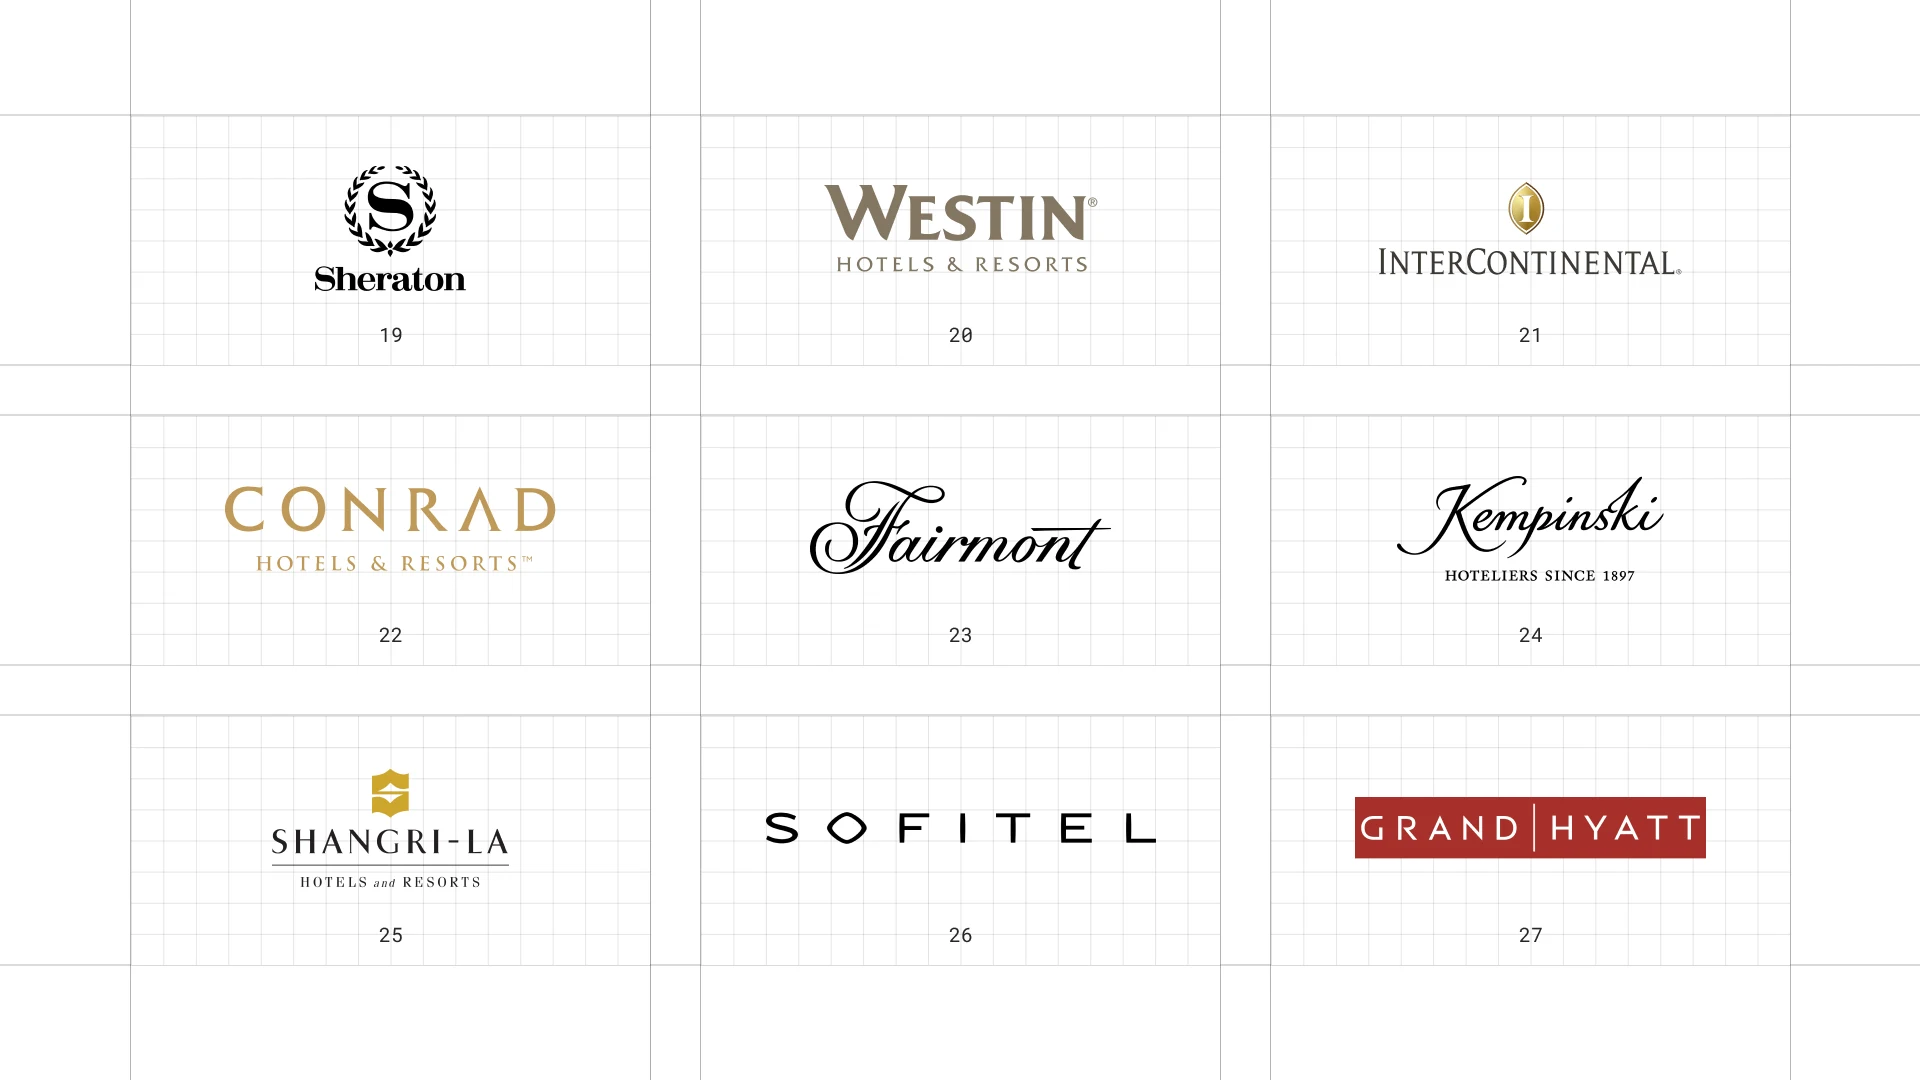 S
Sheraton
19
WESTIN®
HOTELS & RESORTS
20
I
INTERCONTINENTAL®
21
CONRAD
HOTELS & RESORTS™
22
Fairmont
23
Kempinski
HOTELIERS SINCE 1897
24
S
SHANGRI-LA
HOTELS and RESORTS
25
SOFITEL
26
GRAND | HYATT
27